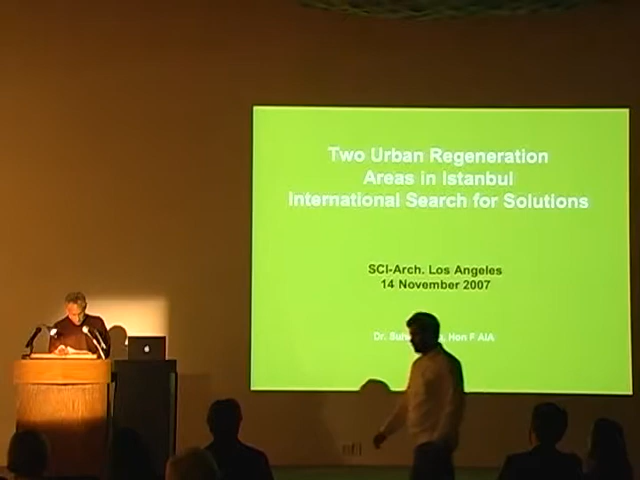 Two Urban Regeneration
Areas in Istanbul
International Search for Solutions
SCI-Arch. Los Angeles
14 November 2007
Dr. Hon F AIA